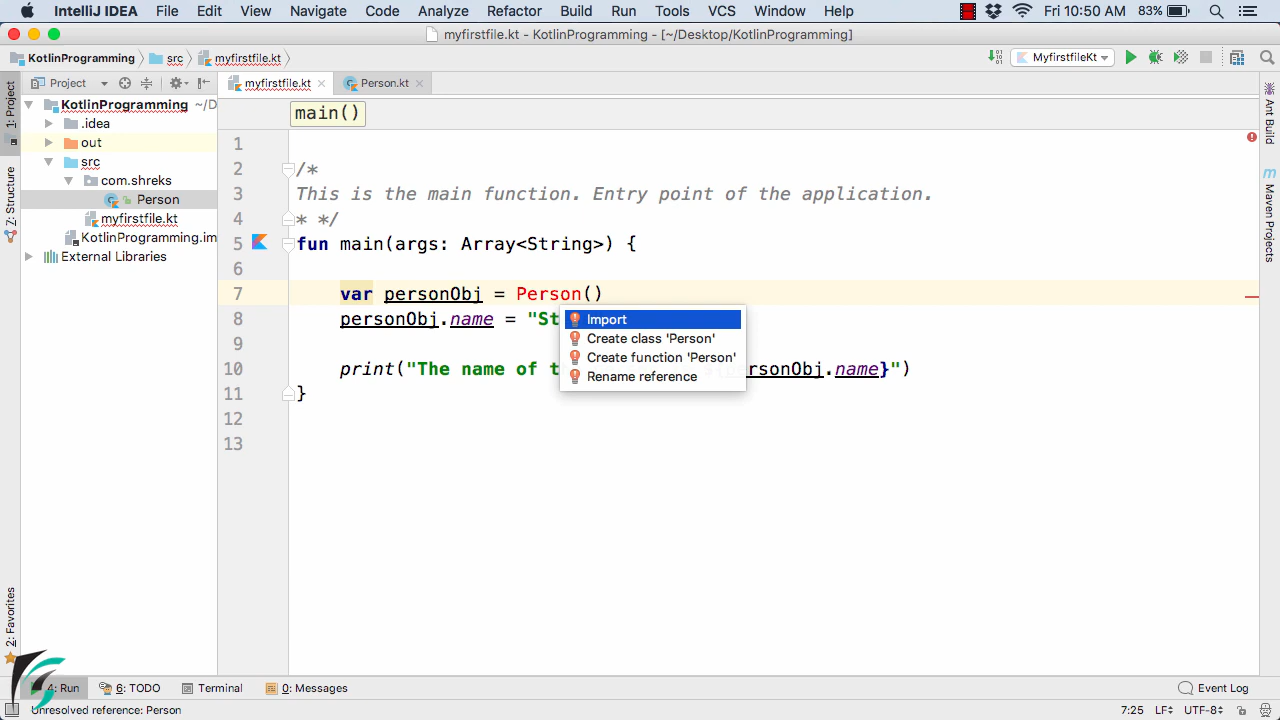 IntelliJ IDEA File Edit View Navigate Code Analyze Refactor Build Run Tools VCS Window Help Fri 10:50 AM 83%
myfirstfile.kt - KotlinProgramming - [~/Desktop/KotlinProgramming]
KotlinProgramming src myfirstfile.kt MyfirstfileKt
Project myfirstfile.kt Person.kt
1: Project
Z: Structure
2: Favorites
KotlinProgramming ~/D
.idea
out
src
com.shreks
Person
myfirstfile.kt
KotlinProgramming.im
External Libraries
main()
1
2 /*
3 This is the main function. Entry point of the application.
4 * */
5 fun main(args: Array<String>) {
6
7 var personObj = Person()
8 personObj.name = "St
9
10 print("The name of t personObj.name}")
11 }
12
13
Import
Create class 'Person'
Create function 'Person'
Rename reference
Ant Build
m Maven Projects
4: Run 6: TODO Terminal 0: Messages Event Log
Unresolved reference: Person 7:25 LF÷ UTF-8÷